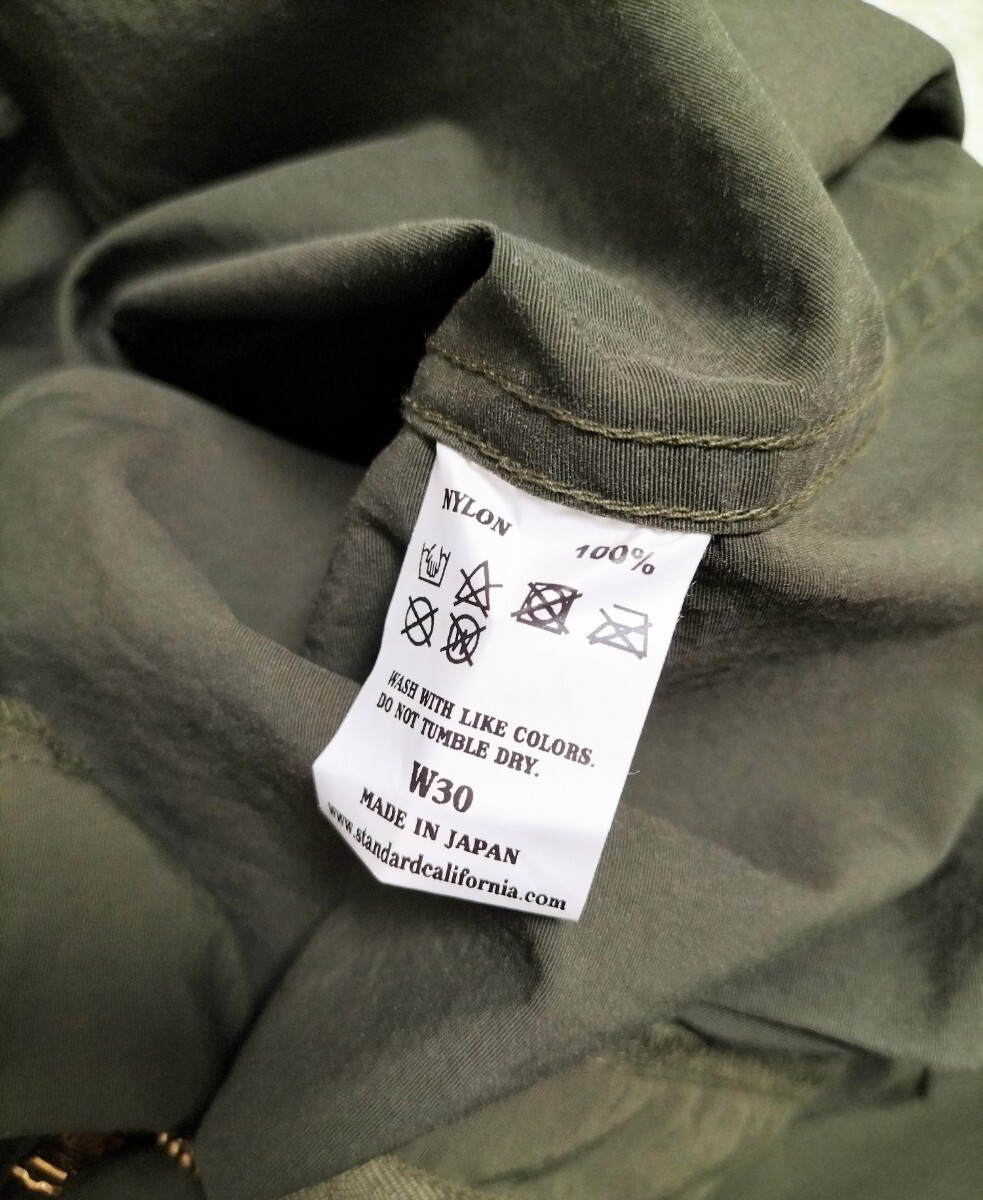 NYLON 100%
WASH WITH LIKE COLORS.
DO NOT TUMBLE DRY.
W30
MADE IN JAPAN
www.standardcalifornia.com